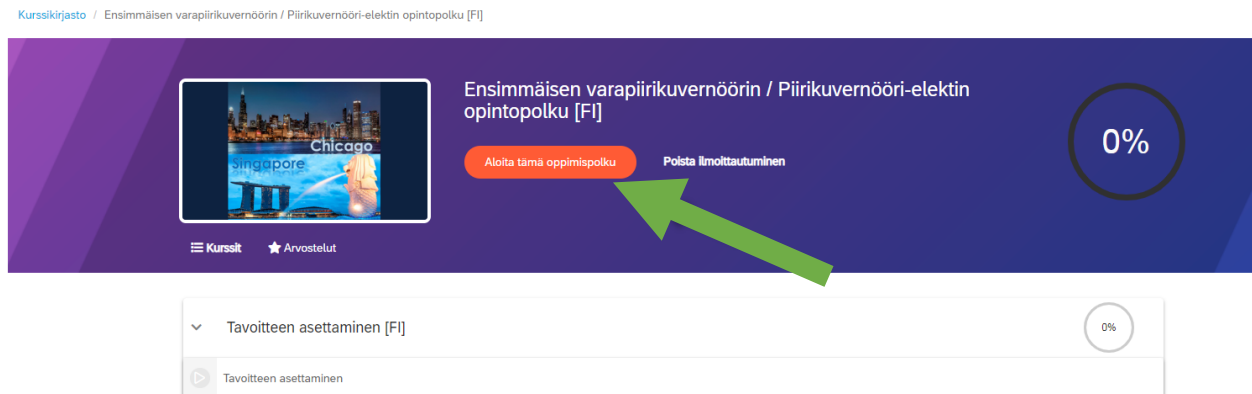 Kurssikirjasto / Ensimmäisen varapiirikuvernöörin / Piirikuvernööri-elektin opintopolku [FI]
Ensimmäisen varapiirikuvernöörin / Piirikuvernööri-elektin
opintopolku [FI]
0%
Chicago
Singapore
Aloita tämä oppimispolku
Poista ilmoittautuminen
Kurssit
Arvostelut
Tavoitteen asettaminen [FI]
0%
Tavoitteen asettaminen